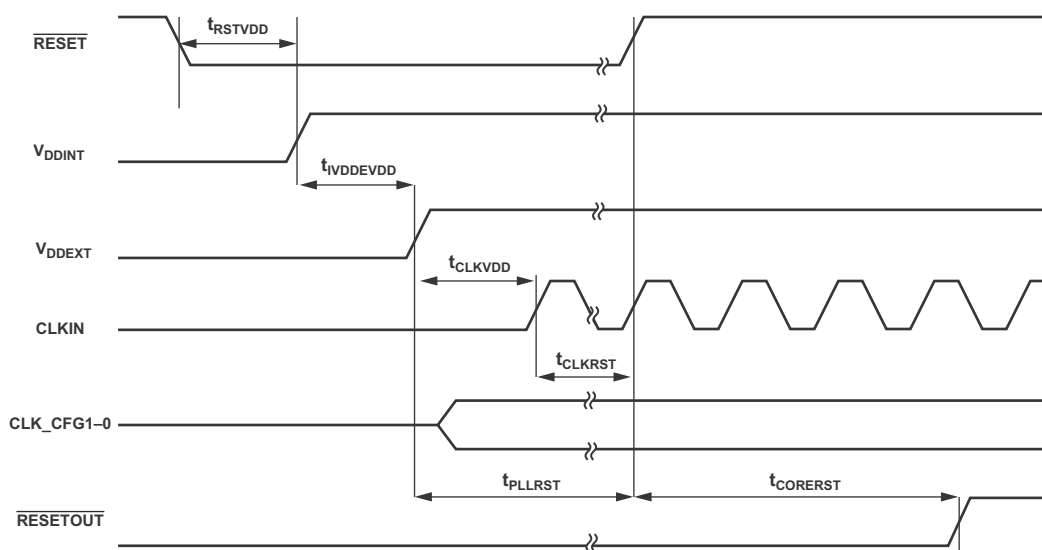 RESET
tRSTVDD
VDDINT
tIVDDEVDD
VDDEXT
tCLKVDD
CLKIN
tCLKRST
CLK_CFG1–0
tPLLRST
tCORERST
RESETOUT